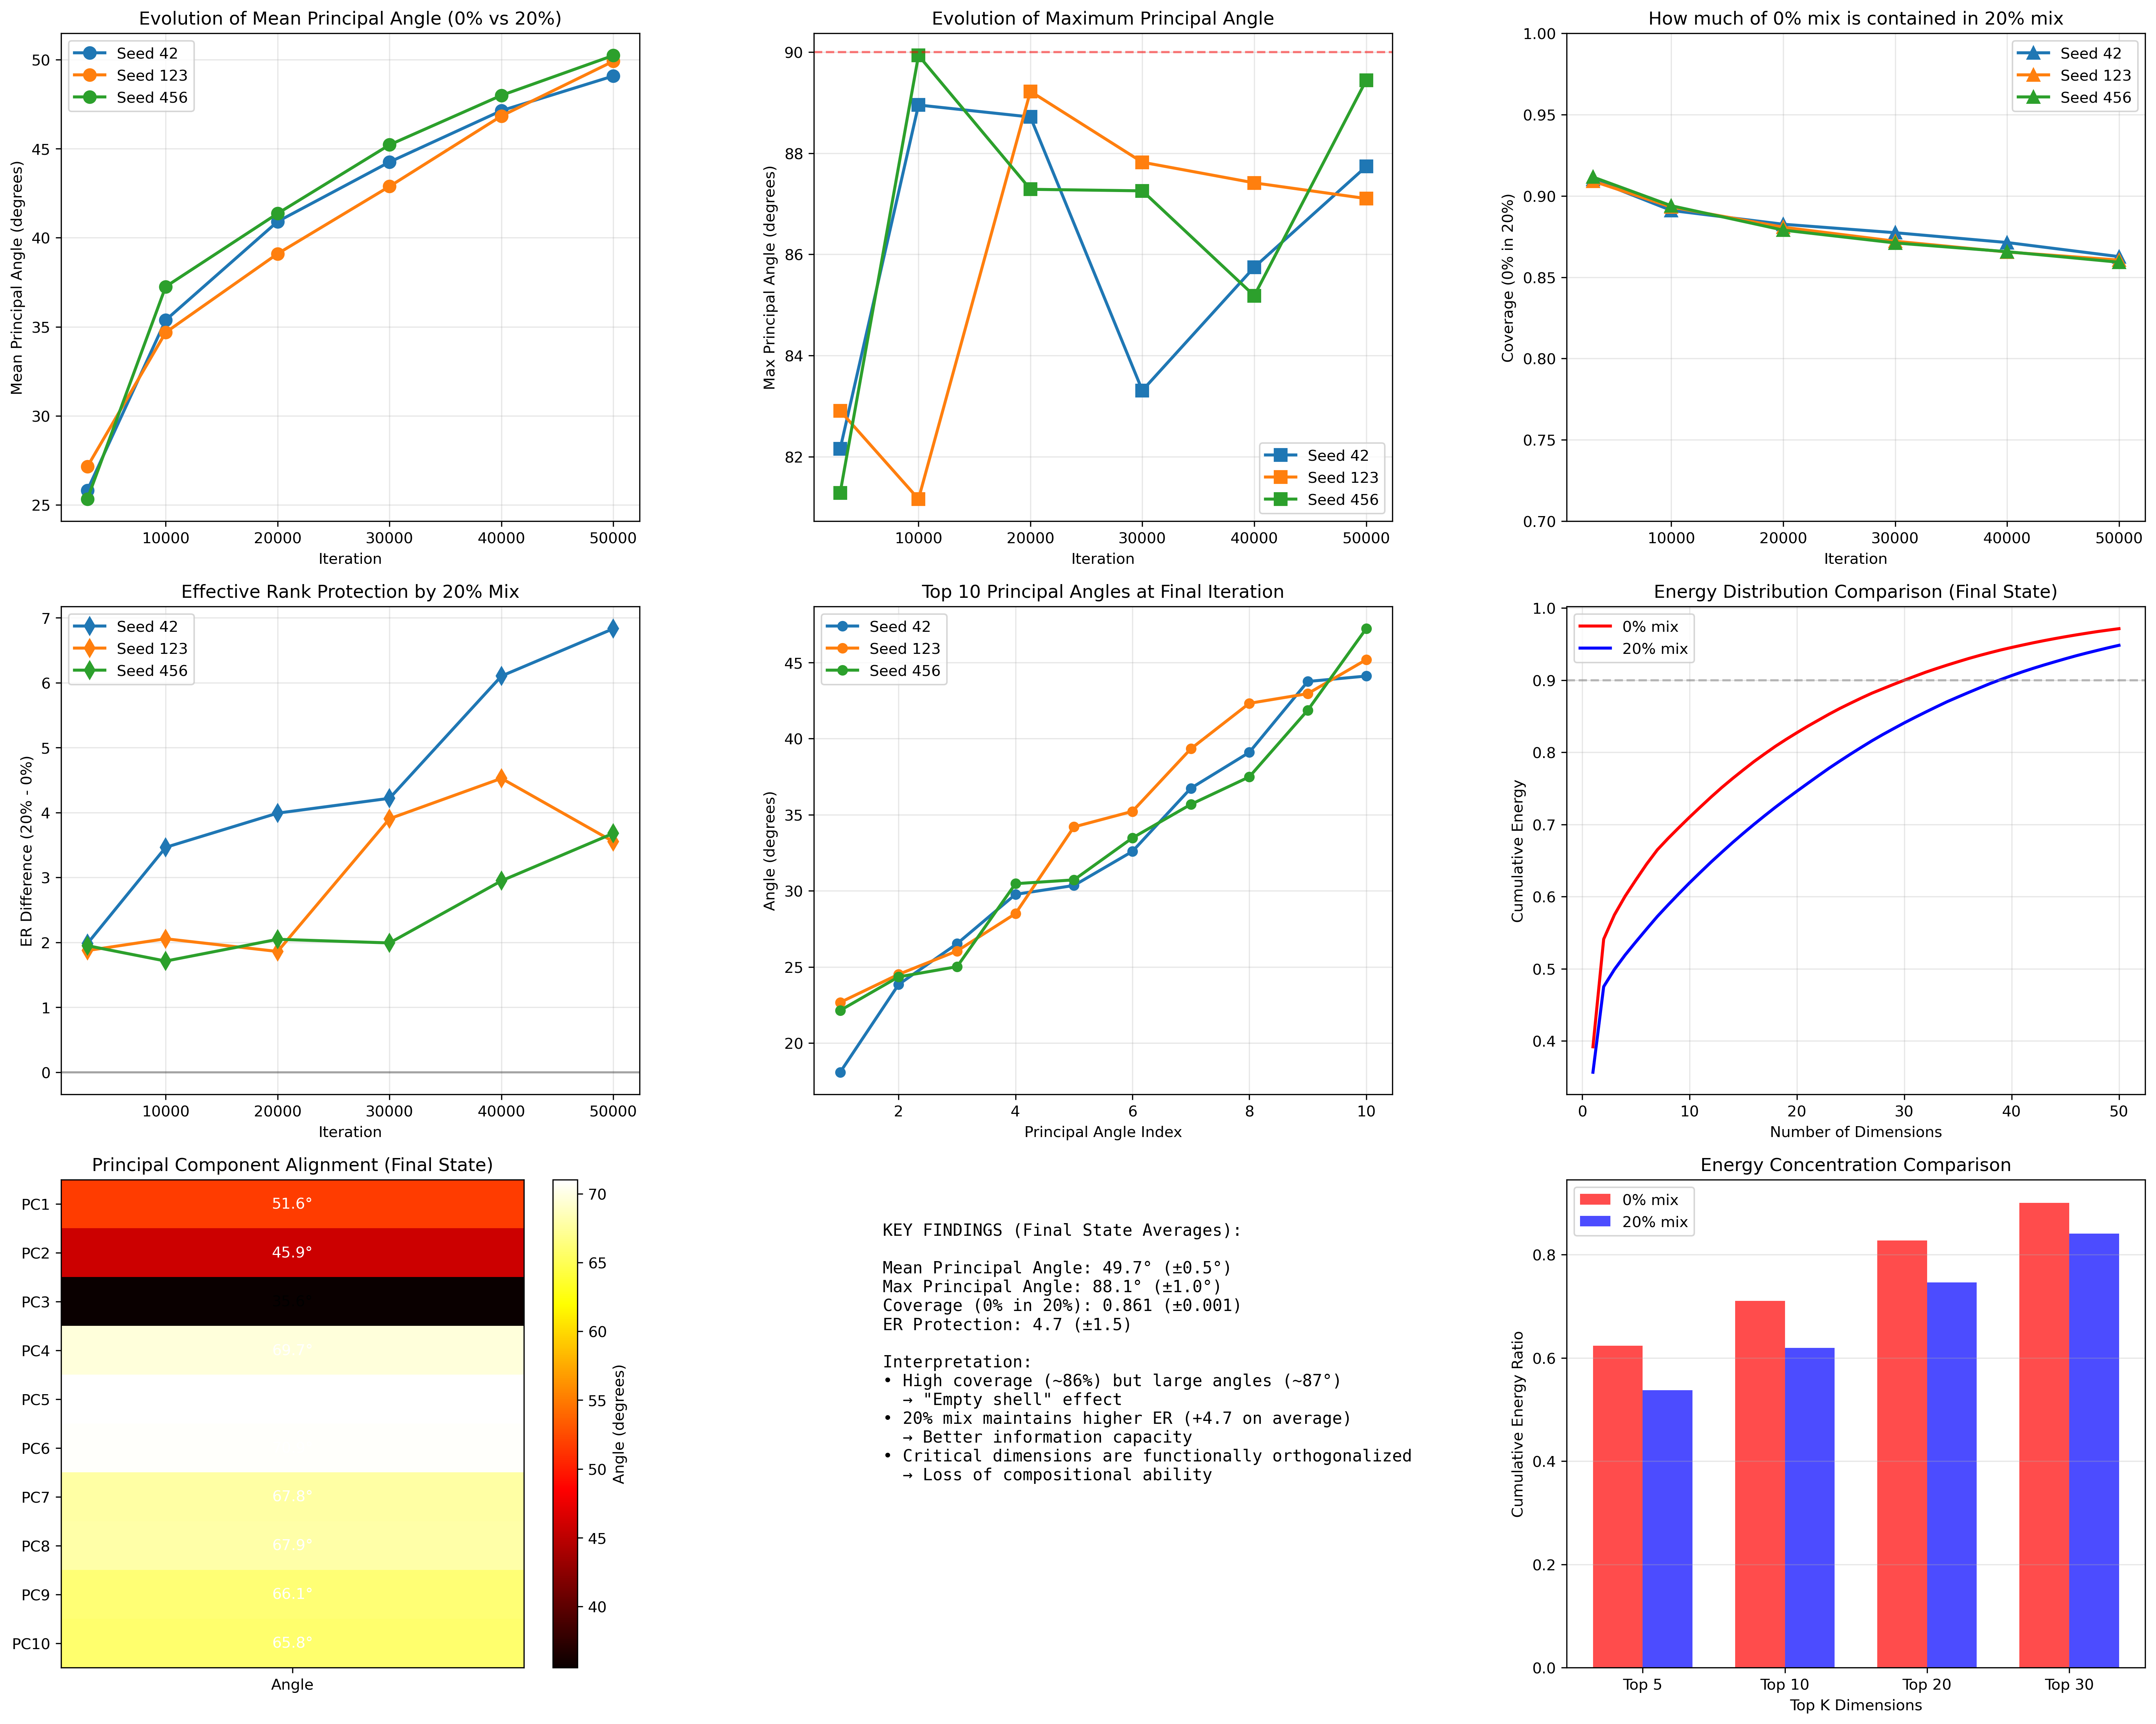 Evolution of Mean Principal Angle (0% vs 20%)
Seed 42
Seed 123
Seed 456
50
45
40
35
30
25
Mean Principal Angle (degrees)
10000 20000 30000 40000 50000
Iteration
Evolution of Maximum Principal Angle
90
88
86
84
82
Max Principal Angle (degrees)
Seed 42
Seed 123
Seed 456
10000 20000 30000 40000 50000
Iteration
How much of 0% mix is contained in 20% mix
Seed 42
Seed 123
Seed 456
1.00
0.95
0.90
0.85
0.80
0.75
0.70
Coverage (0% in 20%)
10000 20000 30000 40000 50000
Iteration
Effective Rank Protection by 20% Mix
Seed 42
Seed 123
Seed 456
7
6
5
4
3
2
1
0
ER Difference (20% - 0%)
10000 20000 30000 40000 50000
Iteration
Top 10 Principal Angles at Final Iteration
Seed 42
Seed 123
Seed 456
45
40
35
30
25
20
Angle (degrees)
2 4 6 8 10
Principal Angle Index
Energy Distribution Comparison (Final State)
0% mix
20% mix
1.0
0.9
0.8
0.7
0.6
0.5
0.4
Cumulative Energy
0 10 20 30 40 50
Number of Dimensions
Principal Component Alignment (Final State)
PC1 51.6°
PC2 45.9°
PC3
PC4
PC5
PC6
PC7 67.8°
PC8 67.9°
PC9 66.1°
PC10 65.8°
Angle
70
65
60
55
50
45
40
Angle (degrees)
KEY FINDINGS (Final State Averages):
Mean Principal Angle: 49.7° (±0.5°)
Max Principal Angle: 88.1° (±1.0°)
Coverage (0% in 20%): 0.861 (±0.001)
ER Protection: 4.7 (±1.5)
Interpretation:
• High coverage (~86%) but large angles (~87°)
→ "Empty shell" effect
• 20% mix maintains higher ER (+4.7 on average)
→ Better information capacity
• Critical dimensions are functionally orthogonalized
→ Loss of compositional ability
Energy Concentration Comparison
0% mix
20% mix
0.8
0.6
0.4
0.2
0.0
Cumulative Energy Ratio
Top 5 Top 10 Top 20 Top 30
Top K Dimensions